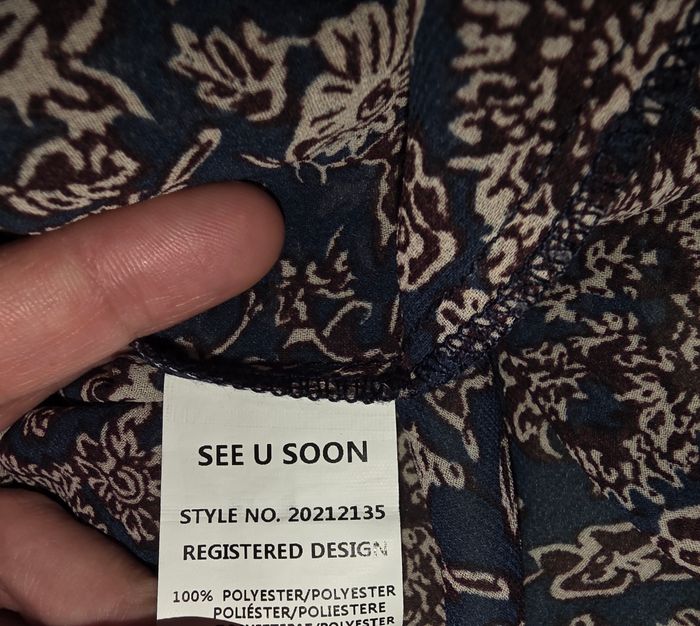 SEE U SOON
STYLE NO. 20212135
REGISTERED DESIGN
100% POLYESTER/POLYESTER
POLIÉSTER/POLIESTERE